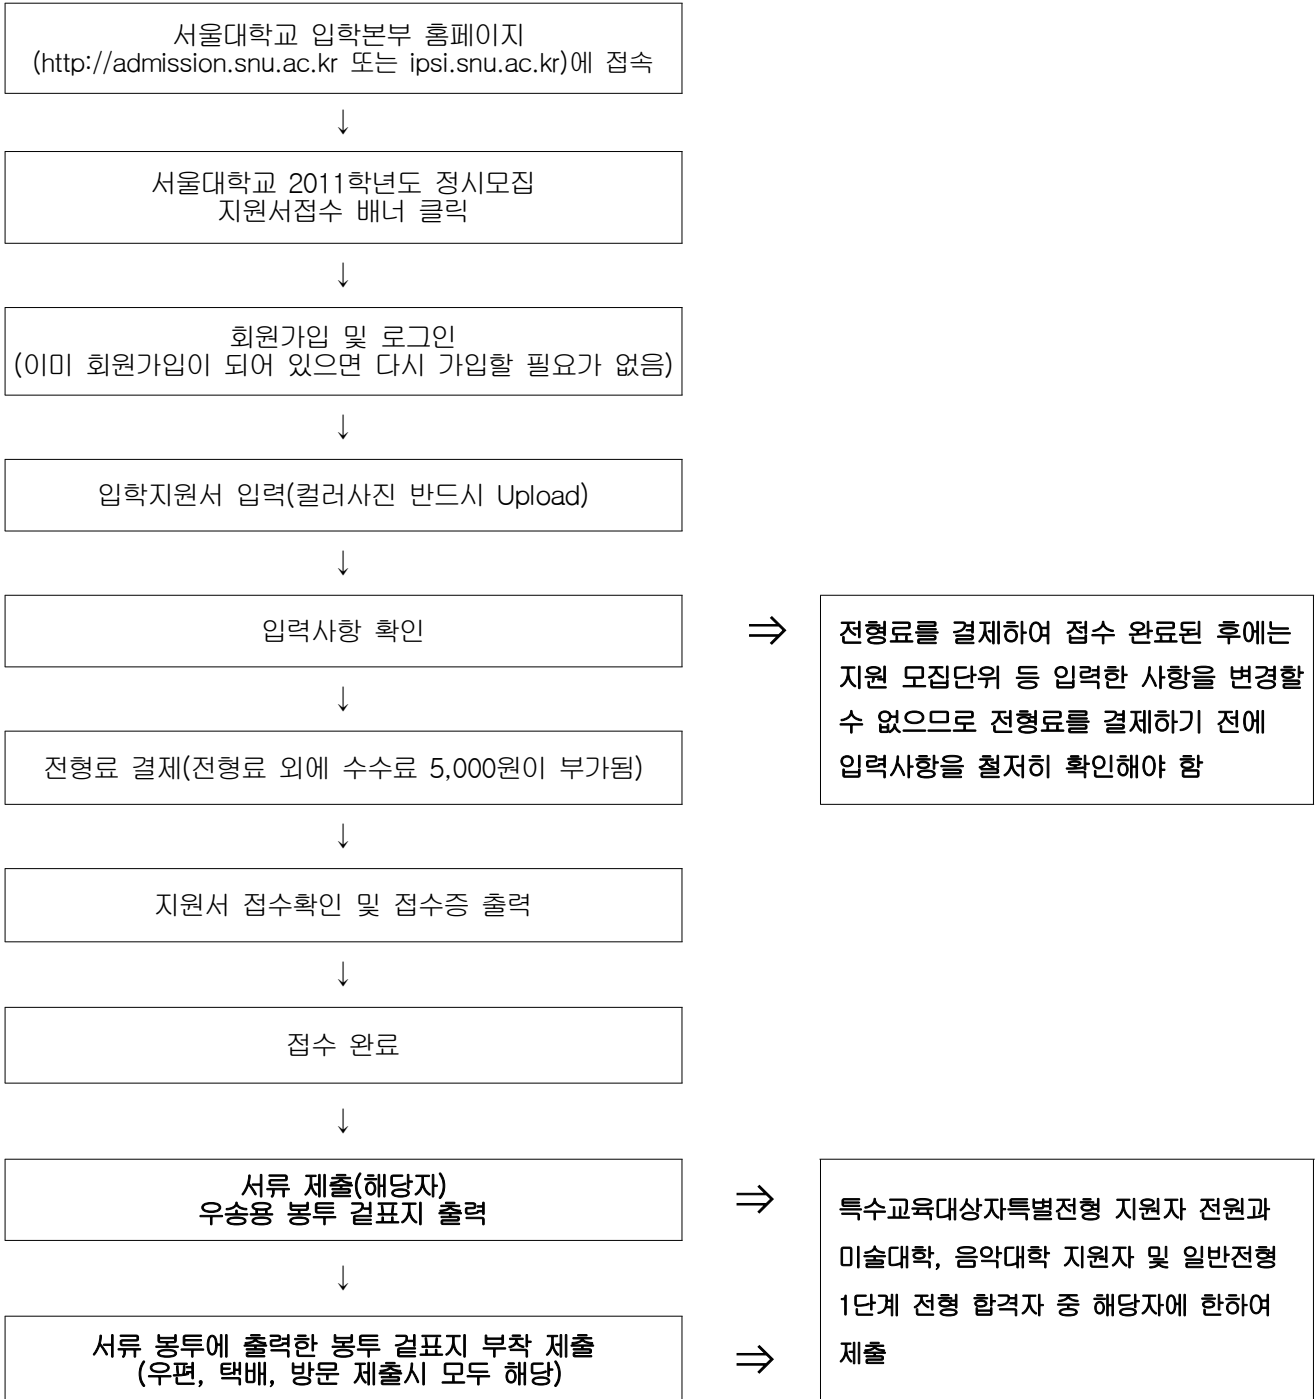 서울대학교 입학본부 홈페이지
(http://admission.snu.ac.kr 또는 ipsi.snu.ac.kr)에 접속
↓
서울대학교 2011학년도 정시모집
지원서접수 배너 클릭
↓
회원가입 및 로그인
(이미 회원가입이 되어 있으면 다시 가입할 필요가 없음)
↓
입학지원서 입력(컬러사진 반드시 Upload)
↓
입력사항 확인
⇒
전형료를 결제하여 접수 완료된 후에는
지원 모집단위 등 입력한 사항을 변경할
수 없으므로 전형료를 결제하기 전에
입력사항을 철저히 확인해야 함
↓
전형료 결제(전형료 외에 수수료 5,000원이 부가됨)
↓
지원서 접수확인 및 접수증 출력
↓
접수 완료
↓
서류 제출(해당자)
우송용 봉투 겉표지 출력
⇒
특수교육대상자특별전형 지원자 전원과
미술대학, 음악대학 지원자 및 일반전형
1단계 전형 합격자 중 해당자에 한하여
제출
↓
서류 봉투에 출력한 봉투 겉표지 부착 제출
(우편, 택배, 방문 제출시 모두 해당)
⇒